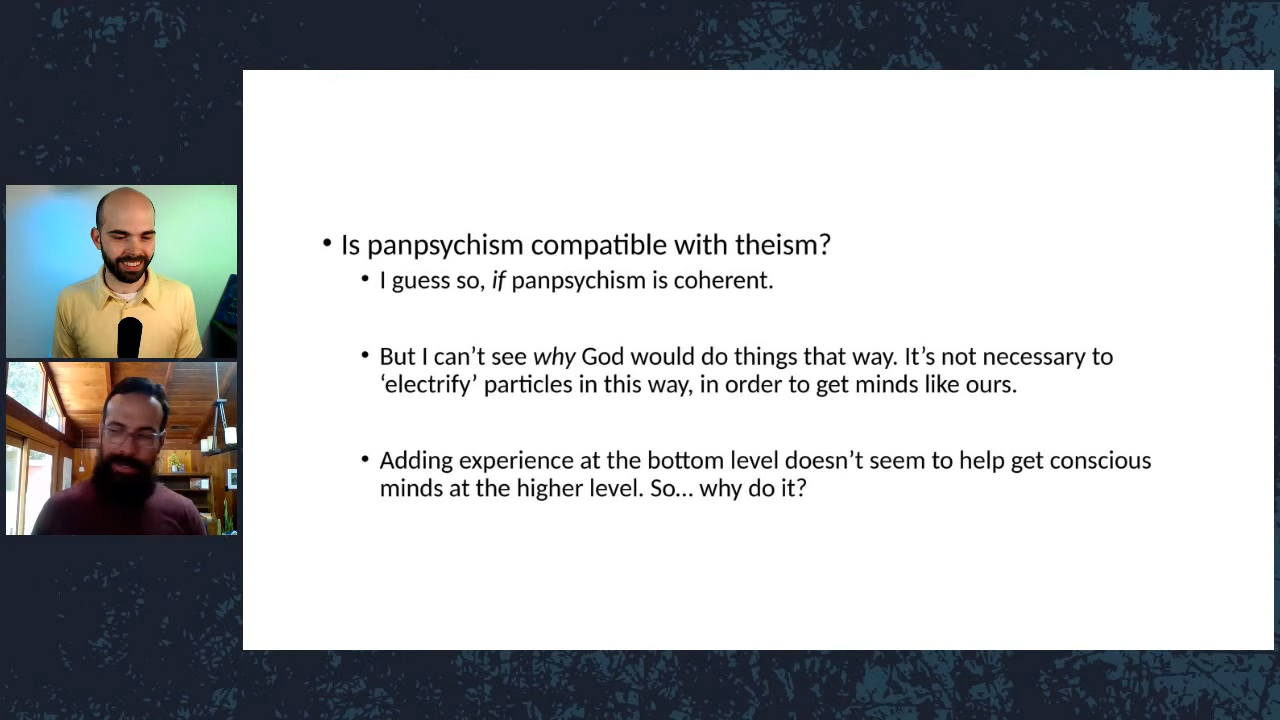 • Is panpsychism compatible with theism?
• I guess so, if panpsychism is coherent.
• But I can’t see why God would do things that way. It’s not necessary to
‘electrify’ particles in this way, in order to get minds like ours.
• Adding experience at the bottom level doesn’t seem to help get conscious
minds at the higher level. So… why do it?